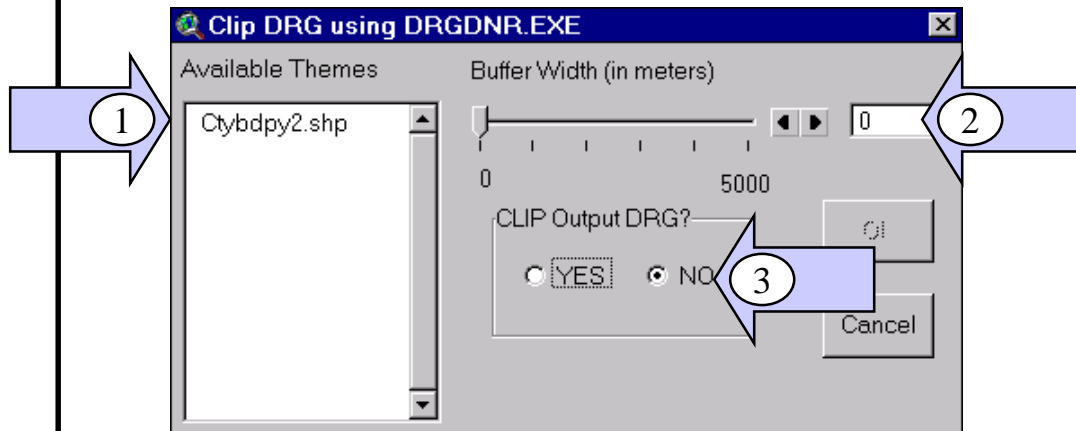 Clip DRG using DRGDNR.EXE
Available Themes
Buffer Width (in meters)
1
Ctybdpy2.shp
0
2
0
5000
CLIP Output DRG?
YES
NO
3
Cancel